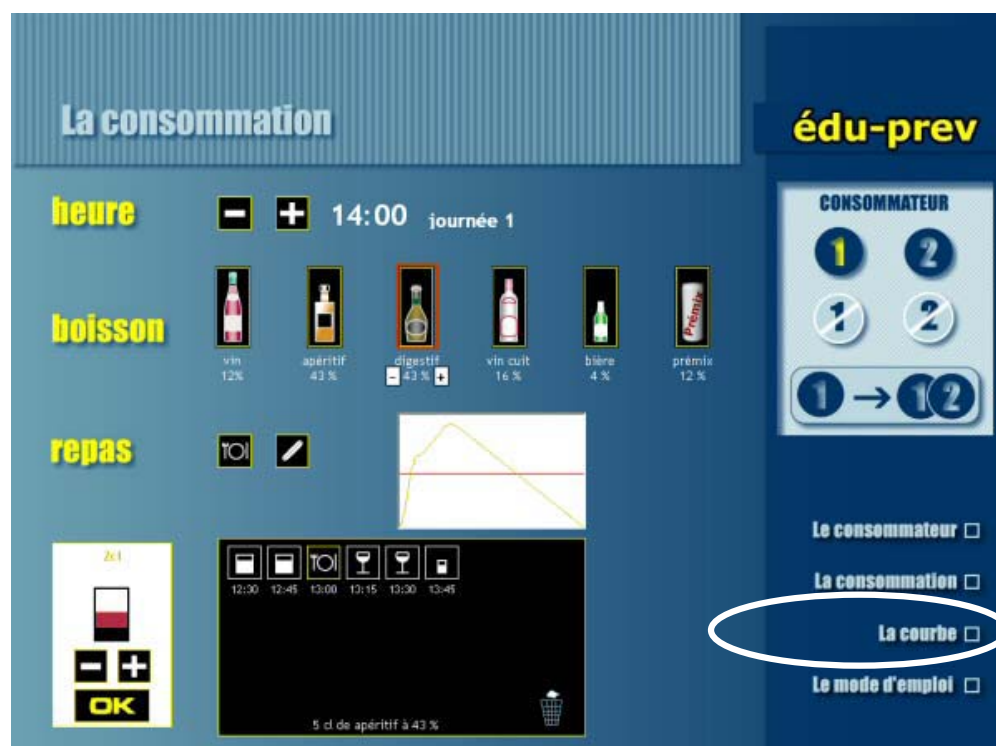 La consommation
édu-prev
heure
14:00 journée 1
boisson
vin
12%
apéritif
43 %
digestif
43 %
vin cuit
16 %
bière
4 %
Prémix
prémix
12 %
repas
2cl
OK
12:30 12:45 13:00 13:15 13:30 13:45
5 cl de apéritif à 43 %
CONSOMMATEUR
1 2
1 2
1 → 1 2
Le consommateur
La consommation
La courbe
Le mode d'emploi